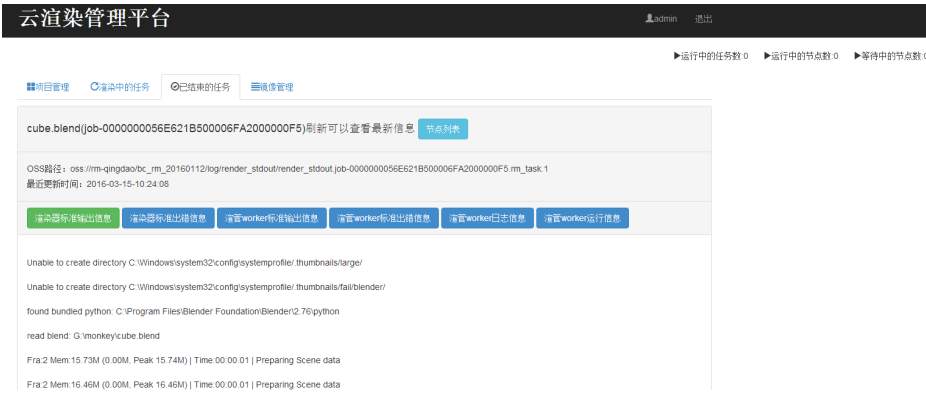 云渲染管理平台
admin 退出
▶运行中的任务数:0 ▶运行中的节点数:0 ▶等待中的节点数:0
项目管理 渲染中的任务 已结束的任务 镜像管理
cube.blend(job-0000000056E621B500006FA2000000F5)刷新可以查看最新信息 节点列表
OSS路径: oss://rm-qingdao/bc_rm_20160112/log/render_stdout/render_stdout.job-0000000056E621B500006FA2000000F5.rm_task.1
最近更新时间: 2016-03-15-10:24:08
渲染器标准输出信息 渲染器标准出错信息 渲管worker标准输出信息 渲管worker标准出错信息 渲管worker日志信息 渲管worker运行信息
Unable to create directory C:\Windows\system32\config\systemprofile/.thumbnails/large/
Unable to create directory C:\Windows\system32\config\systemprofile/.thumbnails/fail/blender/
found bundled python: C:\Program Files\Blender Foundation\Blender\2.76\python
read blend: G:\monkey\cube.blend
Fra:2 Mem:15.73M (0.00M, Peak 15.74M) | Time:00:00.01 | Preparing Scene data
Fra:2 Mem:16.46M (0.00M, Peak 16.46M) | Time:00:00.01 | Preparing Scene data